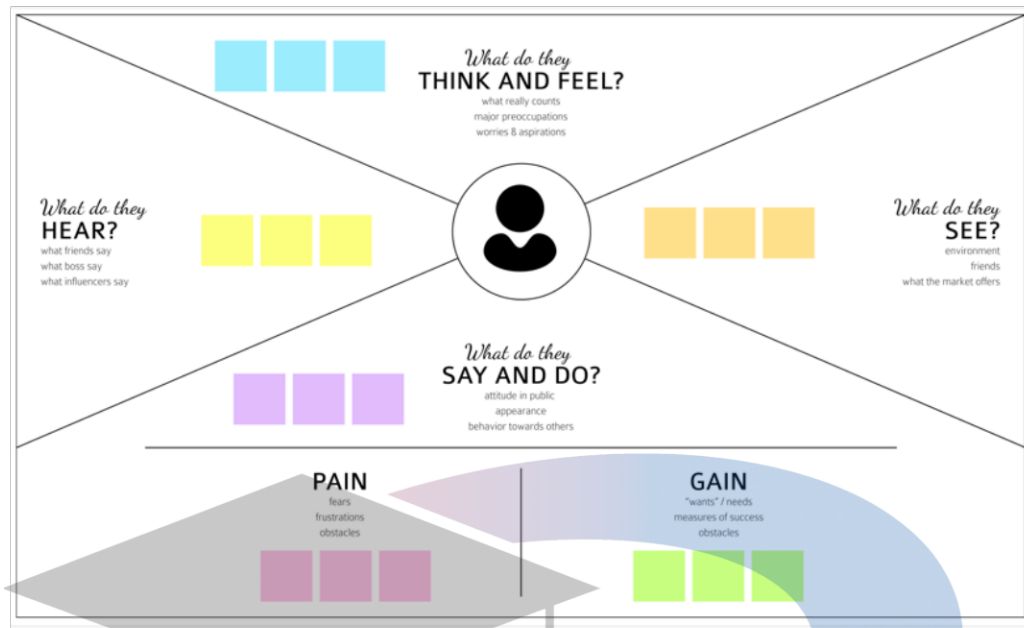 What do they
THINK AND FEEL?
what really counts
major preoccupations
worries & aspirations
What do they
HEAR?
what friends say
what boss say
what influencers say
What do they
SEE?
environment
friends
what the market offers
What do they
SAY AND DO?
attitude in public
appearance
behavior towards others
PAIN
fears
frustrations
obstacles
GAIN
"wants" / needs
measures of success
obstacles